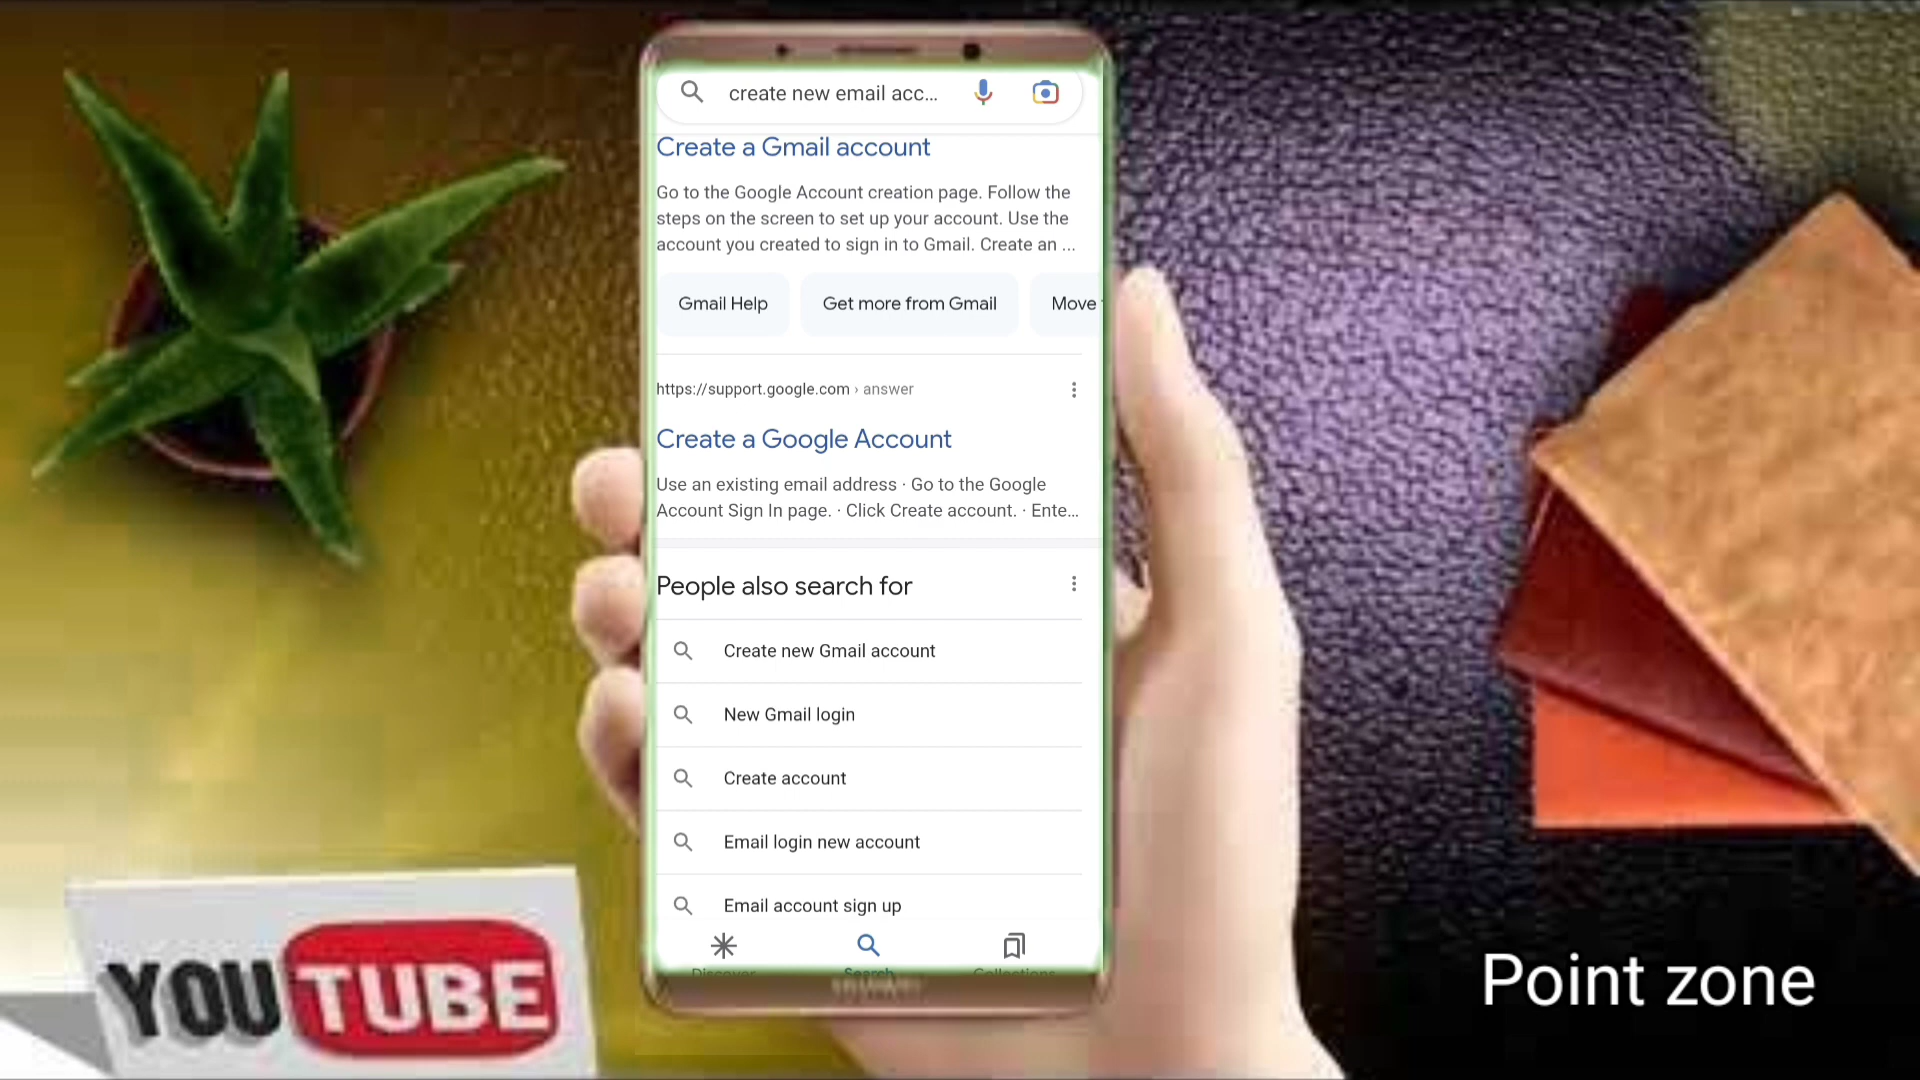 create new email acc...
Create a Gmail account
Go to the Google Account creation page. Follow the
steps on the screen to set up your account. Use the
account you created to sign in to Gmail. Create an ...
Gmail Help
Get more from Gmail
Move
https://support.google.com › answer
Create a Google Account
Use an existing email address · Go to the Google
Account Sign In page. · Click Create account. · Ente...
People also search for
Create new Gmail account
New Gmail login
Create account
Email login new account
Email account sign up
Discover
Search
Collections
YOUTUBE
Point zone